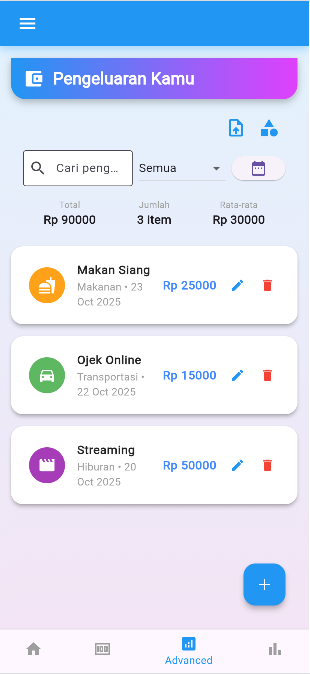 Pengeluaran Kamu
Cari peng...
Semua
Total
Jumlah
Rata-rata
Rp 90000
3 item
Rp 30000
Makan Siang
Makanan • 23
Oct 2025
Rp 25000
Ojek Online
Transportasi •
22 Oct 2025
Rp 15000
Streaming
Hiburan • 20
Oct 2025
Rp 50000
Advanced